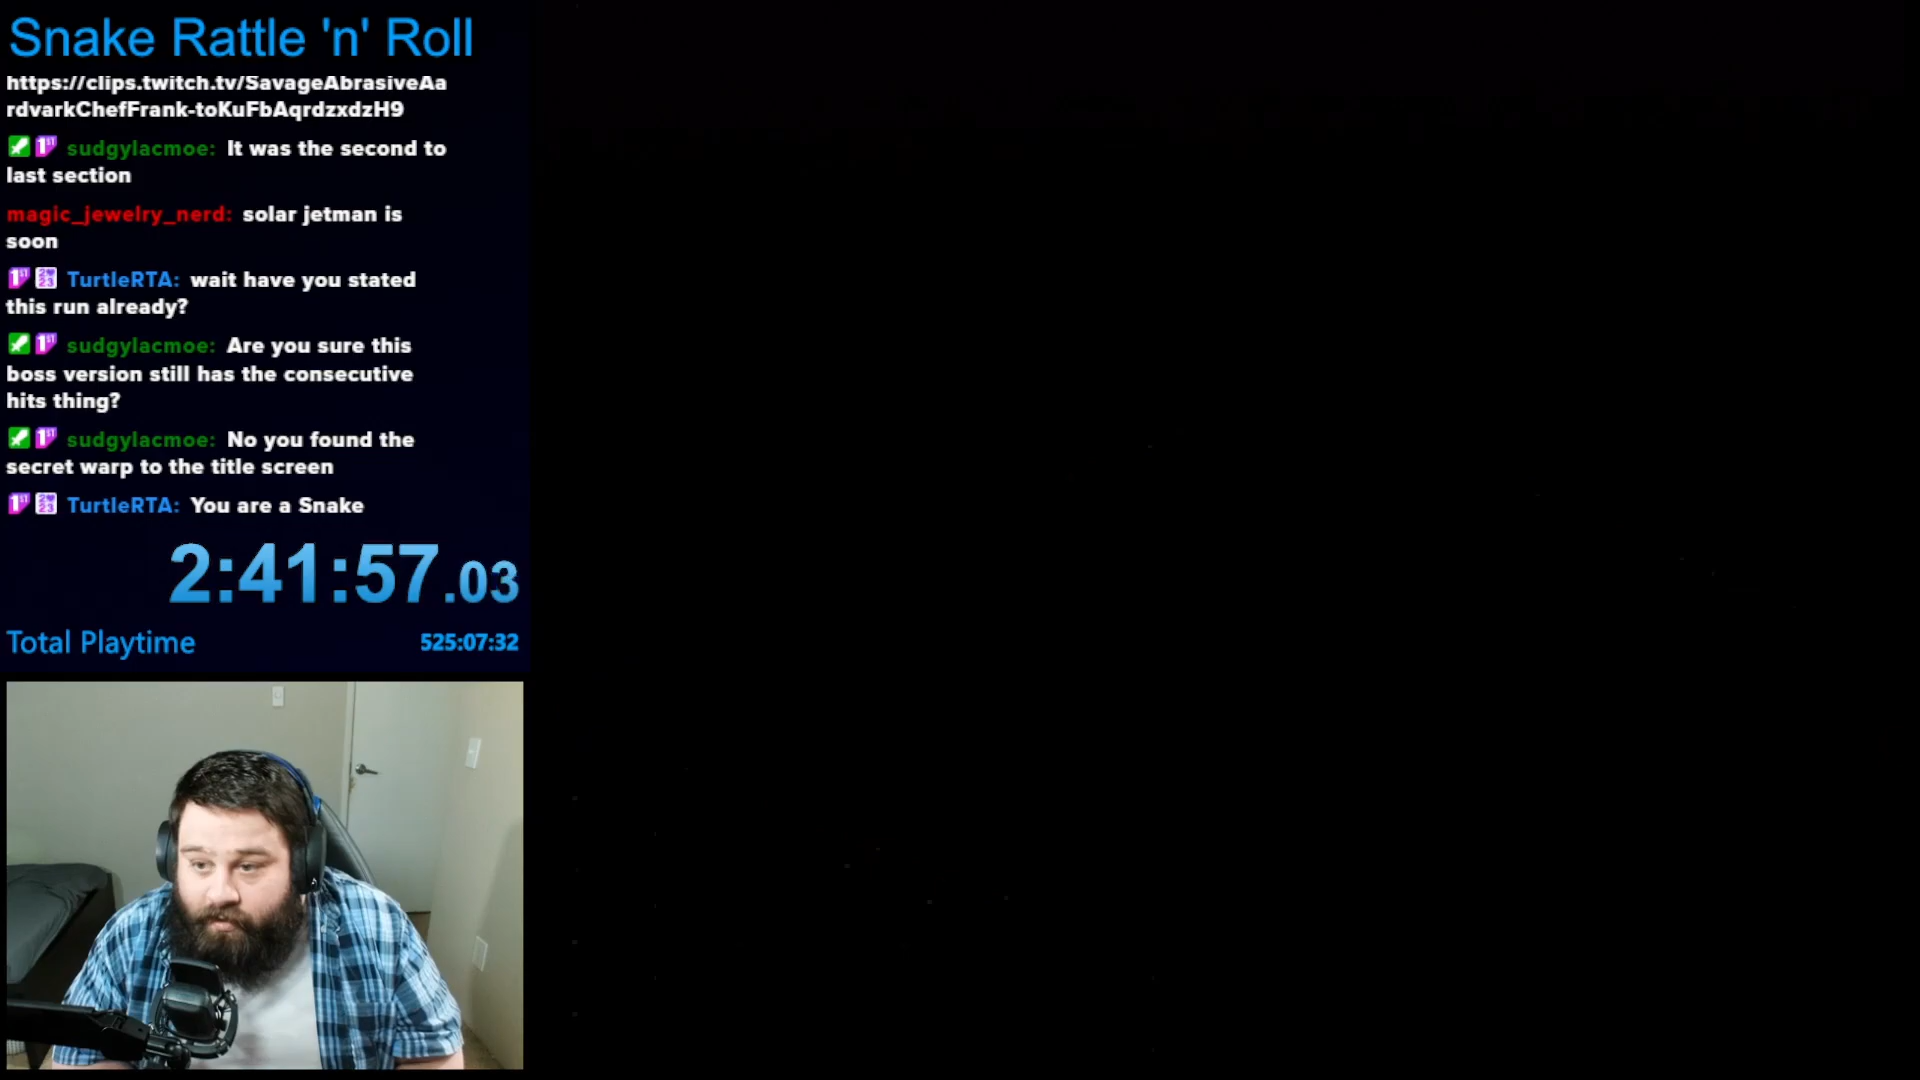 Snake Rattle 'n' Roll
https://clips.twitch.tv/SavageAbrasiveAa
rdvarkChefFrank-toKuFbAqrdzxdzH9
sudgylacmoe: It was the second to
last section
magic_jewelry_nerd: solar jetman is
soon
TurtleRTA: wait have you stated
this run already?
sudgylacmoe: Are you sure this
boss version still has the consecutive
hits thing?
sudgylacmoe: No you found the
secret warp to the title screen
TurtleRTA: You are a Snake
2:41:57.03
Total Playtime 525:07:32